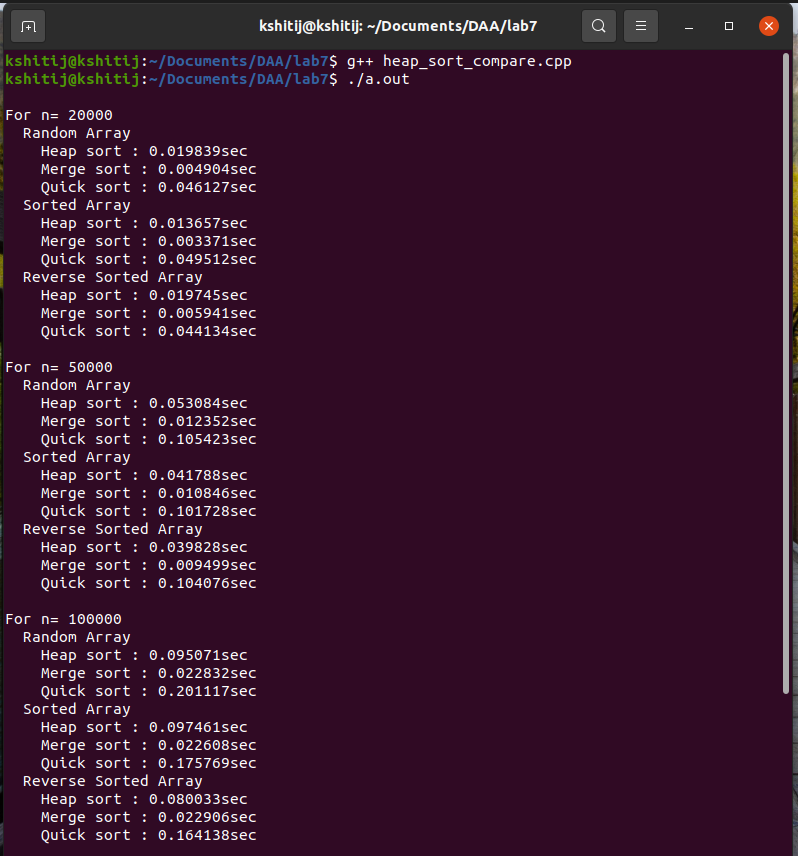 kshitij@kshitij: ~/Documents/DAA/lab7
kshitij@kshitij:~/Documents/DAA/lab7$ g++ heap_sort_compare.cpp
kshitij@kshitij:~/Documents/DAA/lab7$ ./a.out
For n= 20000
Random Array
Heap sort : 0.019839sec
Merge sort : 0.004904sec
Quick sort : 0.046127sec
Sorted Array
Heap sort : 0.013657sec
Merge sort : 0.003371sec
Quick sort : 0.049512sec
Reverse Sorted Array
Heap sort : 0.019745sec
Merge sort : 0.005941sec
Quick sort : 0.044134sec
For n= 50000
Random Array
Heap sort : 0.053084sec
Merge sort : 0.012352sec
Quick sort : 0.105423sec
Sorted Array
Heap sort : 0.041788sec
Merge sort : 0.010846sec
Quick sort : 0.101728sec
Reverse Sorted Array
Heap sort : 0.039828sec
Merge sort : 0.009499sec
Quick sort : 0.104076sec
For n= 100000
Random Array
Heap sort : 0.095071sec
Merge sort : 0.022832sec
Quick sort : 0.201117sec
Sorted Array
Heap sort : 0.097461sec
Merge sort : 0.022608sec
Quick sort : 0.175769sec
Reverse Sorted Array
Heap sort : 0.080033sec
Merge sort : 0.022906sec
Quick sort : 0.164138sec